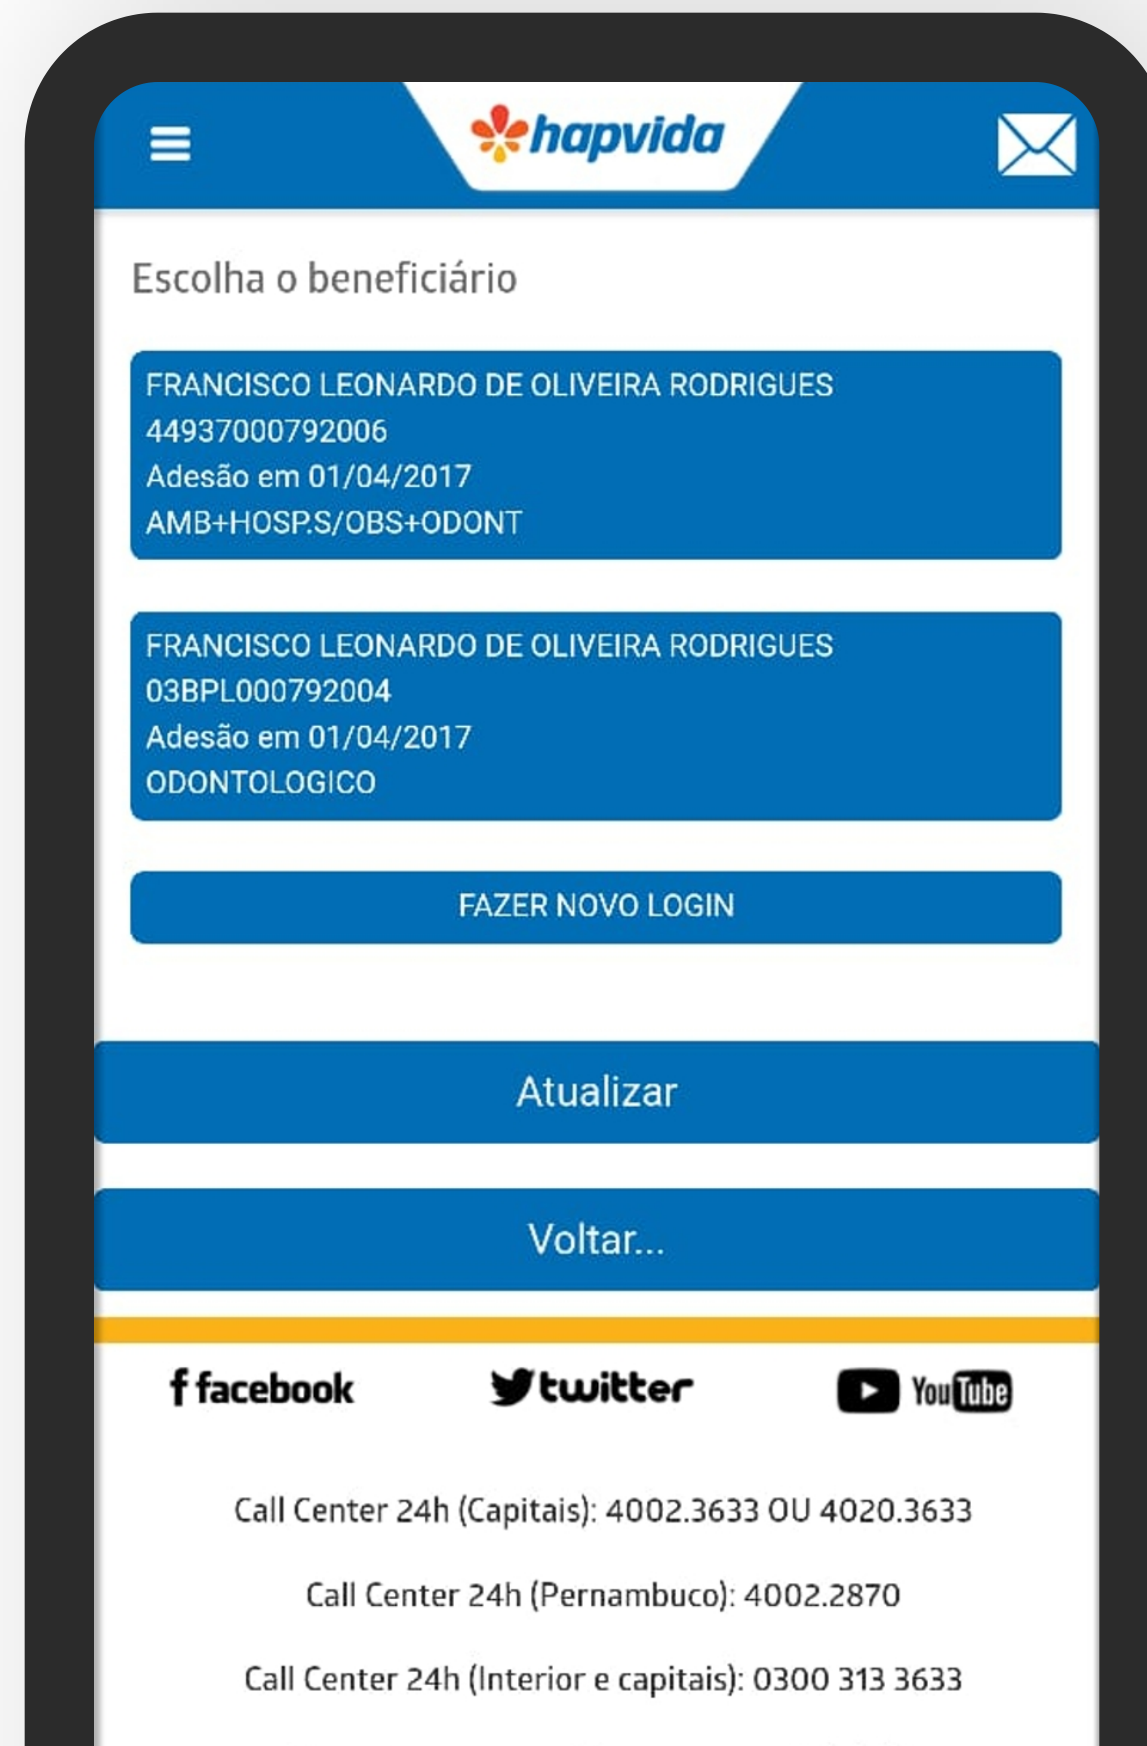 hapvida
Escolha o beneficiário
FRANCISCO LEONARDO DE OLIVEIRA RODRIGUES
44937000792006
Adesão em 01/04/2017
AMB+HOSP.S/OBS+ODONT
FRANCISCO LEONARDO DE OLIVEIRA RODRIGUES
03BPL000792004
Adesão em 01/04/2017
ODONTOLOGICO
FAZER NOVO LOGIN
Atualizar
Voltar...
f facebook twitter YouTube
Call Center 24h (Capitais): 4002.3633 OU 4020.3633
Call Center 24h (Pernambuco): 4002.2870
Call Center 24h (Interior e capitais): 0300 313 3633